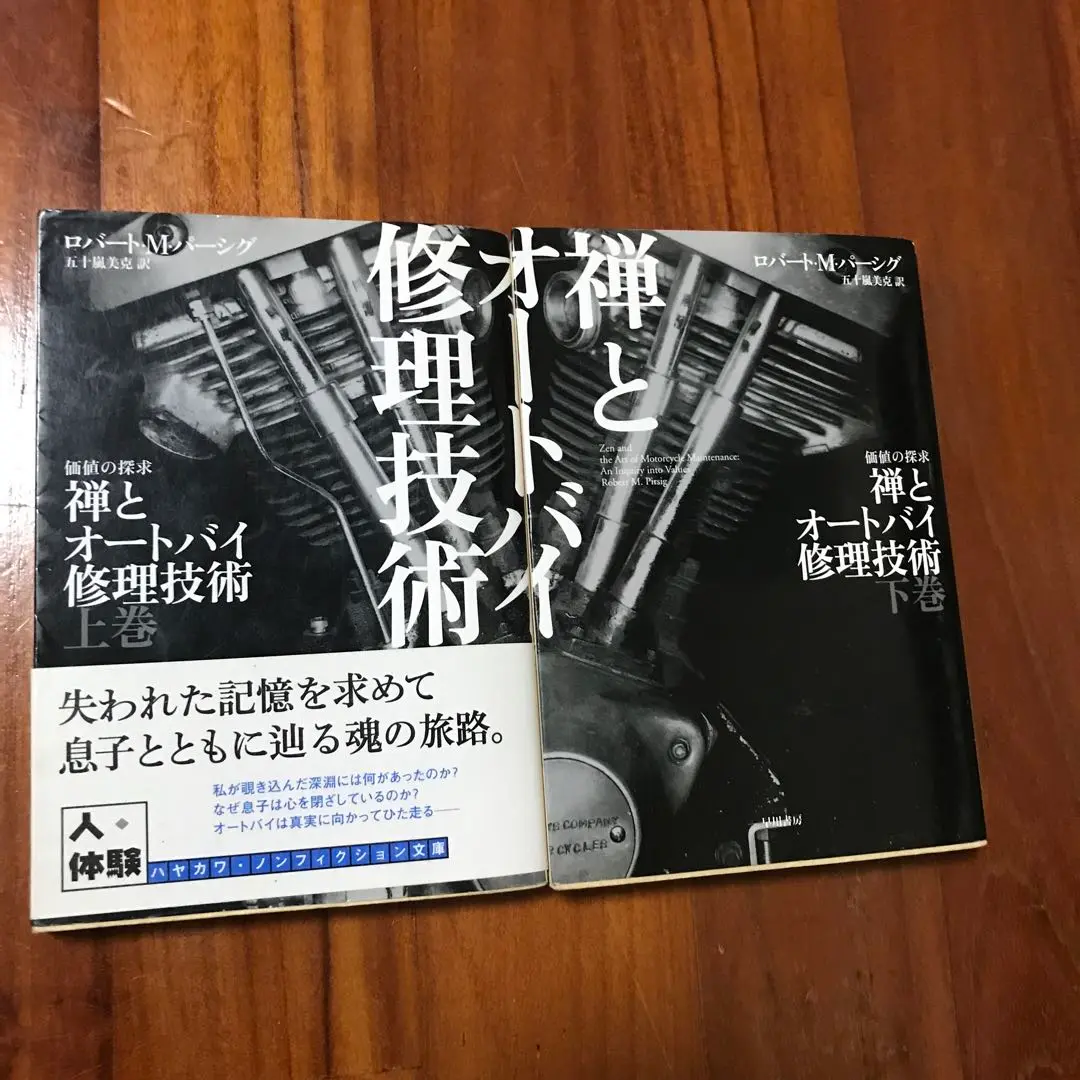 ロバート・M・パーシグ
五十嵐美克 訳
禅と
オートバイ
修理技術
価値の探求
禅と
オートバイ
修理技術
上巻
失われた記憶を求めて
息子とともに辿る魂の旅路。
私が覗き込んだ深淵には何があったのか?
なぜ息子は心を閉ざしているのか?
オートバイは真実に向かってひた走る――
人・
体験
ハヤカワ・ノンフィクション文庫
ロバート・M・パーシグ
五十嵐美克 訳
Zen and
the Art of Motorcycle Maintenance:
An Inquiry into Values
Robert M. Pirsig
価値の探求
禅と
オートバイ
修理技術
下巻
早川書房
COMPANY
CYCLES